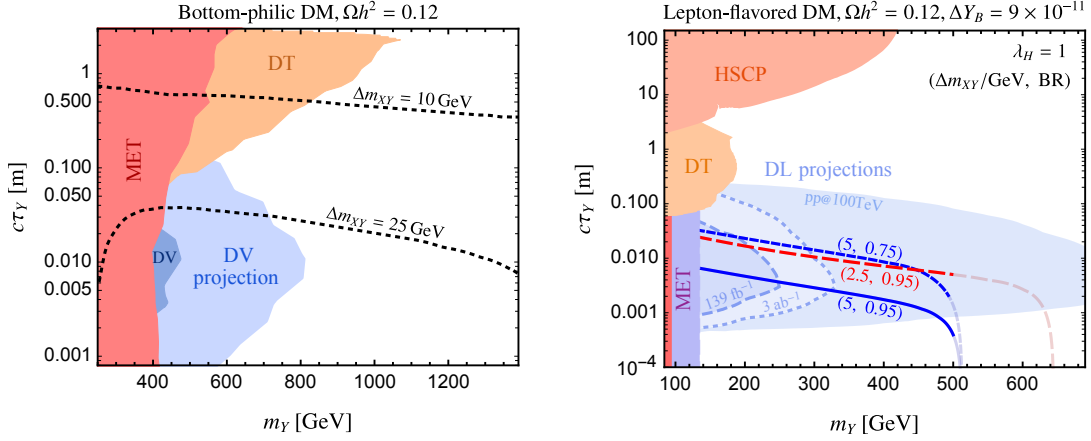 Bottom-philic DM, Ωh² = 0.12
cτ_Y [m]
1
0.500
0.100
0.050
0.010
0.005
0.001
DT
Δm_XY = 10 GeV
MET
Δm_XY = 25 GeV
DV
DV
projection
400
600
800
1000
1200
m_Y [GeV]
Lepton-flavored DM, Ωh² = 0.12, ΔY_B = 9 × 10⁻¹¹
cτ_Y [m]
100
10
1
0.100
0.010
0.001
10⁻⁴
λ_H = 1
HSCP
(Δm_XY/GeV, BR)
DT
DL projections
pp@100TeV
(5, 0.75)
(2.5, 0.95)
(5, 0.95)
139 fb⁻¹
3 ab⁻¹
MET
100
200
300
400
500
600
m_Y [GeV]